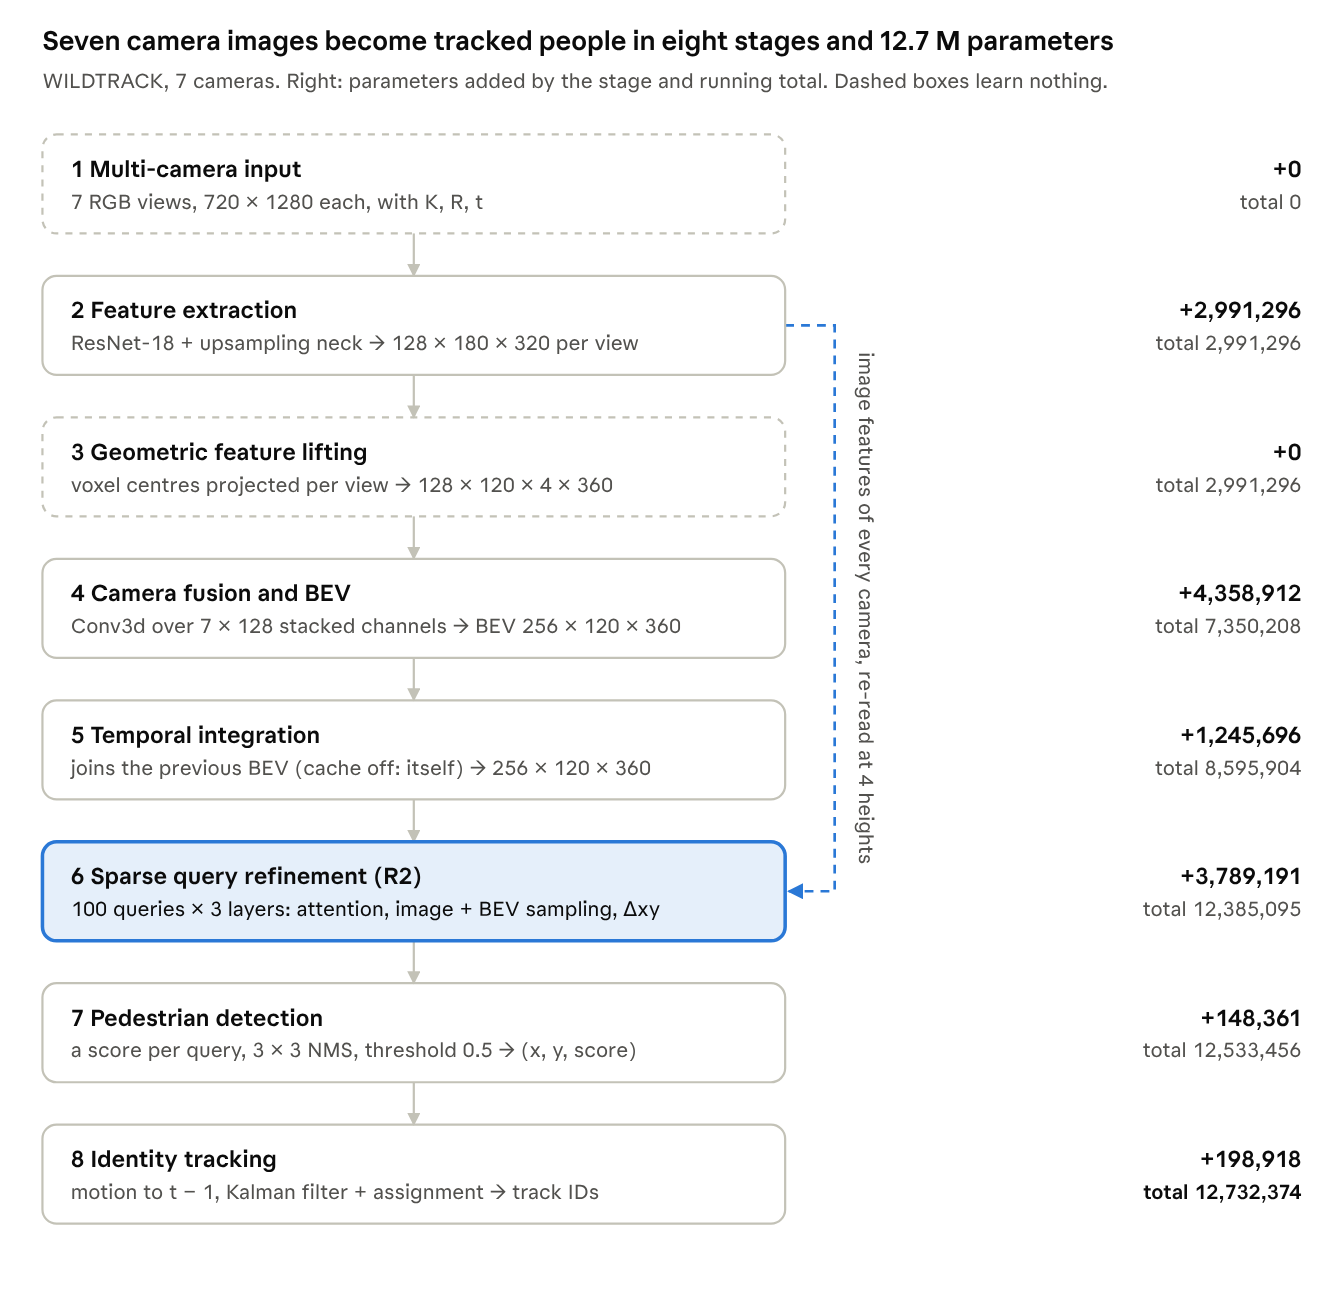 Seven camera images become tracked people in eight stages and 12.7 M parameters
WILDTRACK, 7 cameras. Right: parameters added by the stage and running total. Dashed boxes learn nothing.
1 Multi-camera input
7 RGB views, 720 × 1280 each, with K, R, t
+0
total 0
2 Feature extraction
ResNet-18 + upsampling neck → 128 × 180 × 320 per view
+2,991,296
total 2,991,296
image features of every camera, re-read at 4 heights
3 Geometric feature lifting
voxel centres projected per view → 128 × 120 × 4 × 360
+0
total 2,991,296
4 Camera fusion and BEV
Conv3d over 7 × 128 stacked channels → BEV 256 × 120 × 360
+4,358,912
total 7,350,208
5 Temporal integration
joins the previous BEV (cache off: itself) → 256 × 120 × 360
+1,245,696
total 8,595,904
6 Sparse query refinement (R2)
100 queries × 3 layers: attention, image + BEV sampling, Δxy
+3,789,191
total 12,385,095
7 Pedestrian detection
a score per query, 3 × 3 NMS, threshold 0.5 → (x, y, score)
+148,361
total 12,533,456
8 Identity tracking
motion to t − 1, Kalman filter + assignment → track IDs
+198,918
total 12,732,374